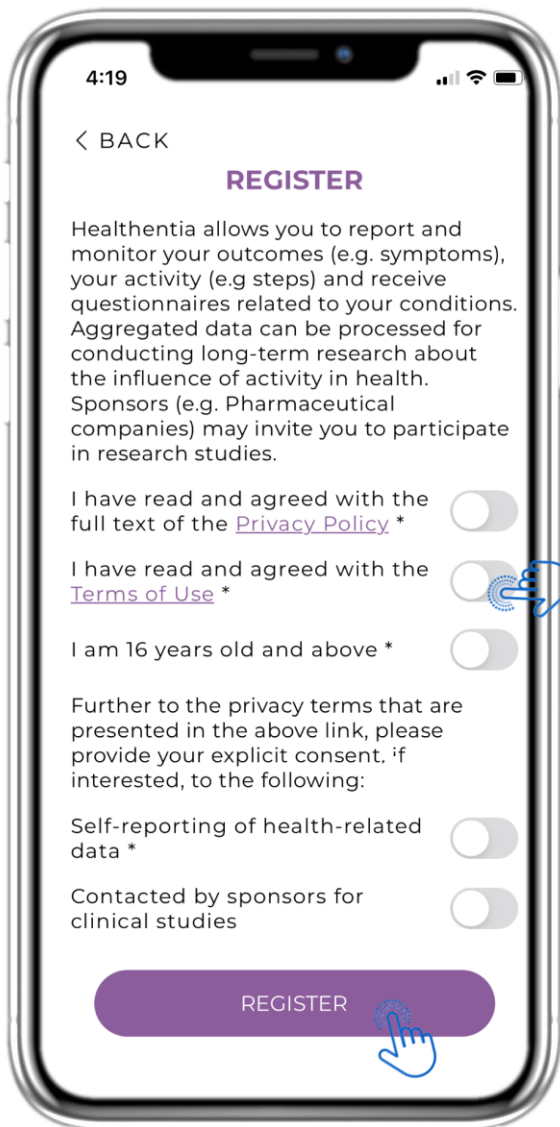 4:19
< BACK
REGISTER
Healthentia allows you to report and
monitor your outcomes (e.g. symptoms),
your activity (e.g steps) and receive
questionnaires related to your conditions.
Aggregated data can be processed for
conducting long-term research about
the influence of activity in health.
Sponsors (e.g. Pharmaceutical
companies) may invite you to participate
in research studies.
I have read and agreed with the
full text of the Privacy Policy *
I have read and agreed with the
Terms of Use *
I am 16 years old and above *
Further to the privacy terms that are
presented in the above link, please
provide your explicit consent, if
interested, to the following:
Self-reporting of health-related
data *
Contacted by sponsors for
clinical studies
REGISTER